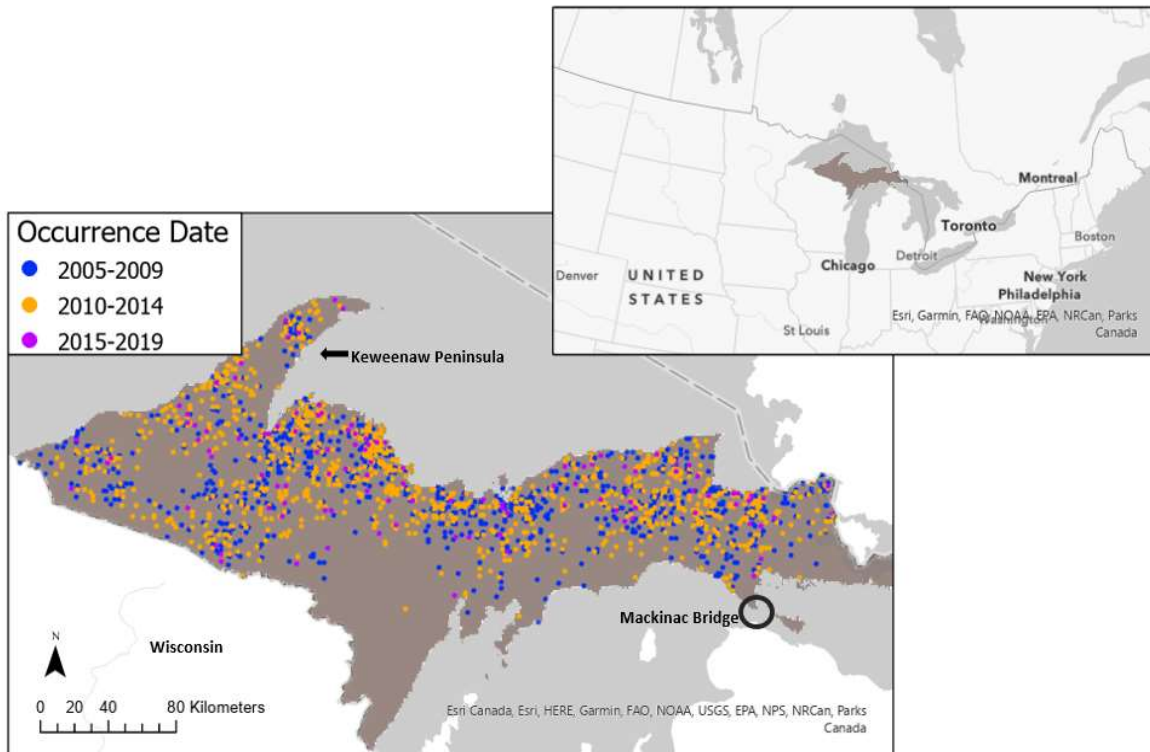 Montreal
Toronto
Boston
Detroit
Chicago
Denver
UNITED
STATES
New York
Philadelphia
St Louis
Washington
Esri, Garmin, FAO, NOAA, EPA, NRCan, Parks
Canada
Occurrence Date
2005-2009
2010-2014
2015-2019
Keweenaw Peninsula
Mackinac Bridge
Wisconsin
N
0 20 40 80 Kilometers
Esri Canada, Esri, HERE, Garmin, FAO, NOAA, USGS, EPA, NPS, NRCan, Parks
Canada